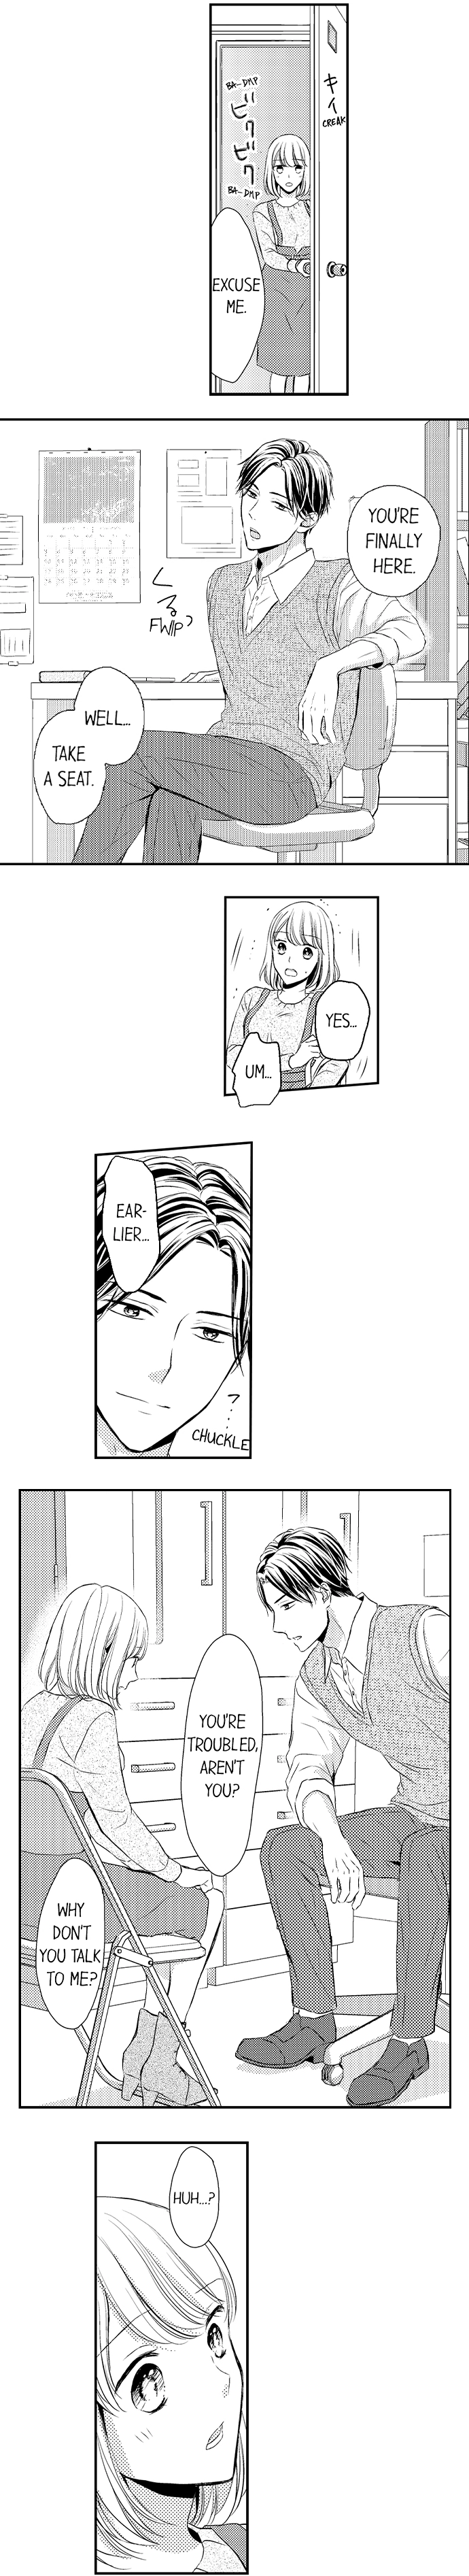 BA-DMP
ビクビク
BA-DMP
キィ
CREAK
EXCUSE
ME.
YOU'RE
FINALLY
HERE.
くるっ
FWIP
WELL...
TAKE
A SEAT.
YES...
UM...
EAR-
LIER...
CHUCKLE
YOU'RE
TROUBLED,
AREN'T
YOU?
WHY
DON'T
YOU TALK
TO ME?
HUH...?